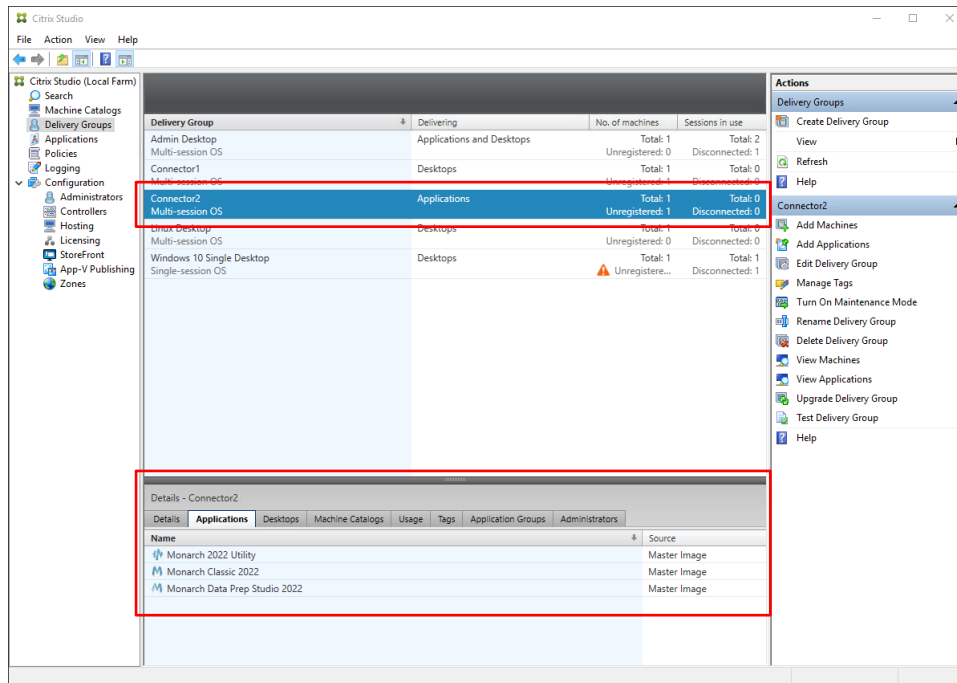 Citrix Studio
File Action View Help
Citrix Studio (Local Farm)
Search
Machine Catalogs
Delivery Groups
Applications
Policies
Logging
Configuration
Administrators
Controllers
Hosting
Licensing
StoreFront
App-V Publishing
Zones
Delivery Group Delivering No. of machines Sessions in use
Admin Desktop Applications and Desktops Total: 1 Total: 2
Multi-session OS Unregistered: 0 Disconnected: 1
Connector1 Desktops Total: 1 Total: 0
Multi-session OS Unregistered: 1 Disconnected: 0
Connector2 Applications Total: 1 Total: 0
Multi-session OS Unregistered: 1 Disconnected: 0
Linux Desktop Desktops Total: 1 Total: 0
Multi-session OS Unregistered: 0 Disconnected: 0
Windows 10 Single Desktop Desktops Total: 1 Total: 1
Single-session OS Unregistere... Disconnected: 1
Details - Connector2
Details Applications Desktops Machine Catalogs Usage Tags Application Groups Administrators
Name Source
Monarch 2022 Utility Master Image
Monarch Classic 2022 Master Image
Monarch Data Prep Studio 2022 Master Image
Actions
Delivery Groups
Create Delivery Group
View
Refresh
Help
Connector2
Add Machines
Add Applications
Edit Delivery Group
Manage Tags
Turn On Maintenance Mode
Rename Delivery Group
Delete Delivery Group
View Machines
View Applications
Upgrade Delivery Group
Test Delivery Group
Help